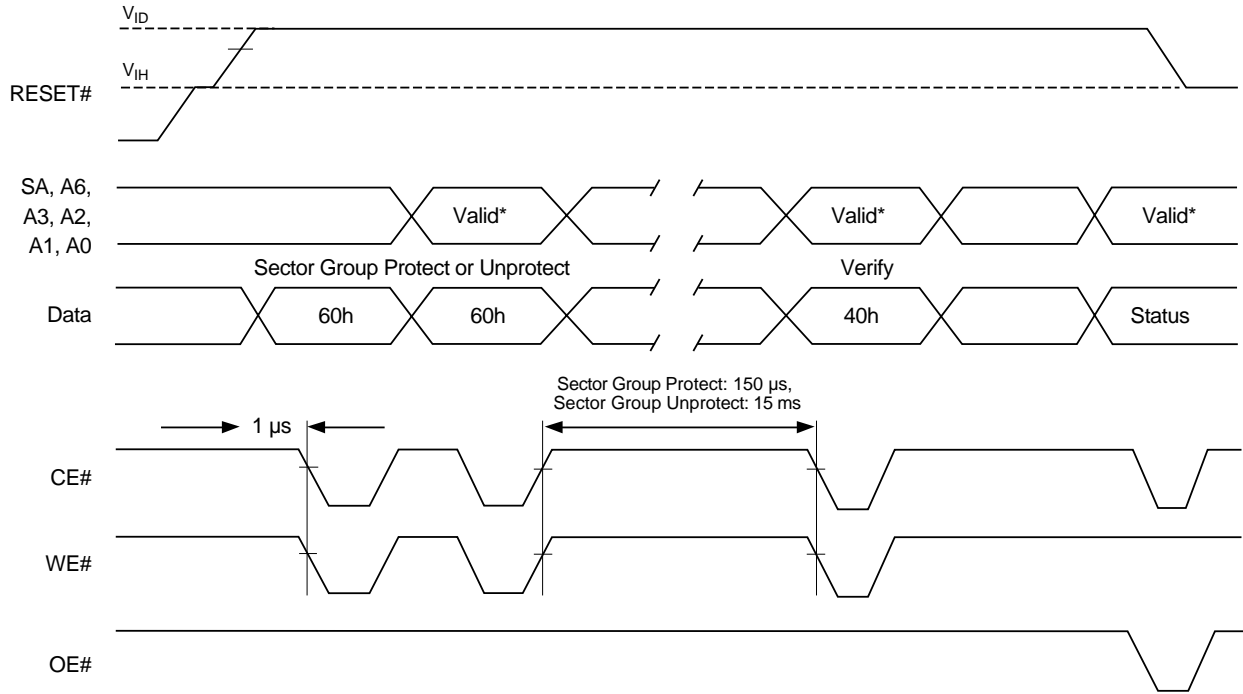 VID
VIH
RESET#
SA, A6,
A3, A2,
A1, A0
Valid*
Valid*
Valid*
Sector Group Protect or Unprotect
Verify
Data
60h
60h
40h
Status
Sector Group Protect: 150 µs,
Sector Group Unprotect: 15 ms
1 µs
CE#
WE#
OE#